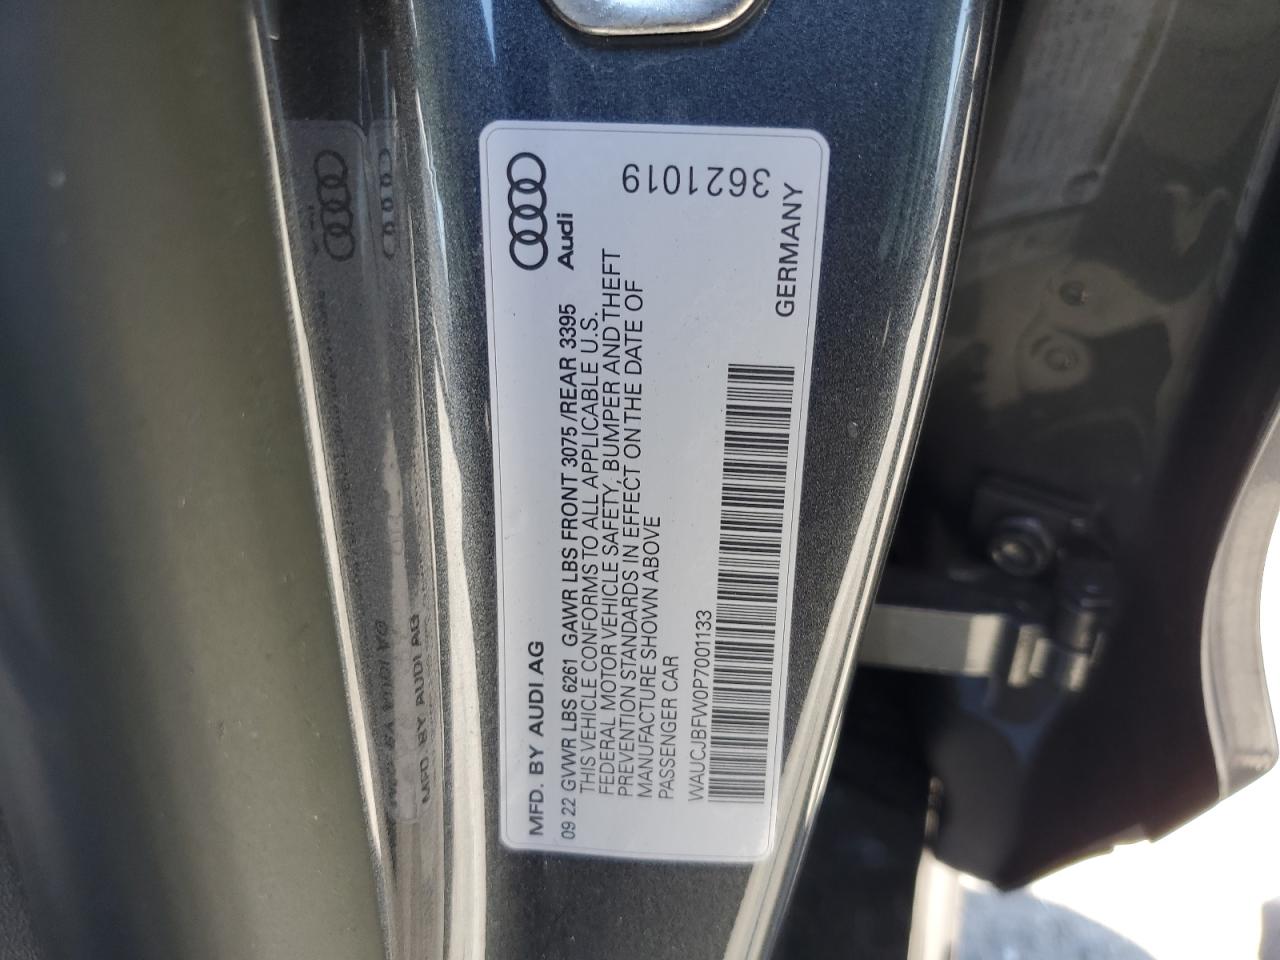 Audi
3621019
MFD. BY AUDI AG
09 22 GVWR LBS 6261 GAWR LBS FRONT 3075 /REAR 3395
THIS VEHICLE CONFORMS TO ALL APPLICABLE U.S.
FEDERAL MOTOR VEHICLE SAFETY, BUMPER AND THEFT
PREVENTION STANDARDS IN EFFECT ON THE DATE OF
MANUFACTURE SHOWN ABOVE
PASSENGER CAR
WAUCJBFW0P7001133
GERMANY
MFD. BY AUDI AG